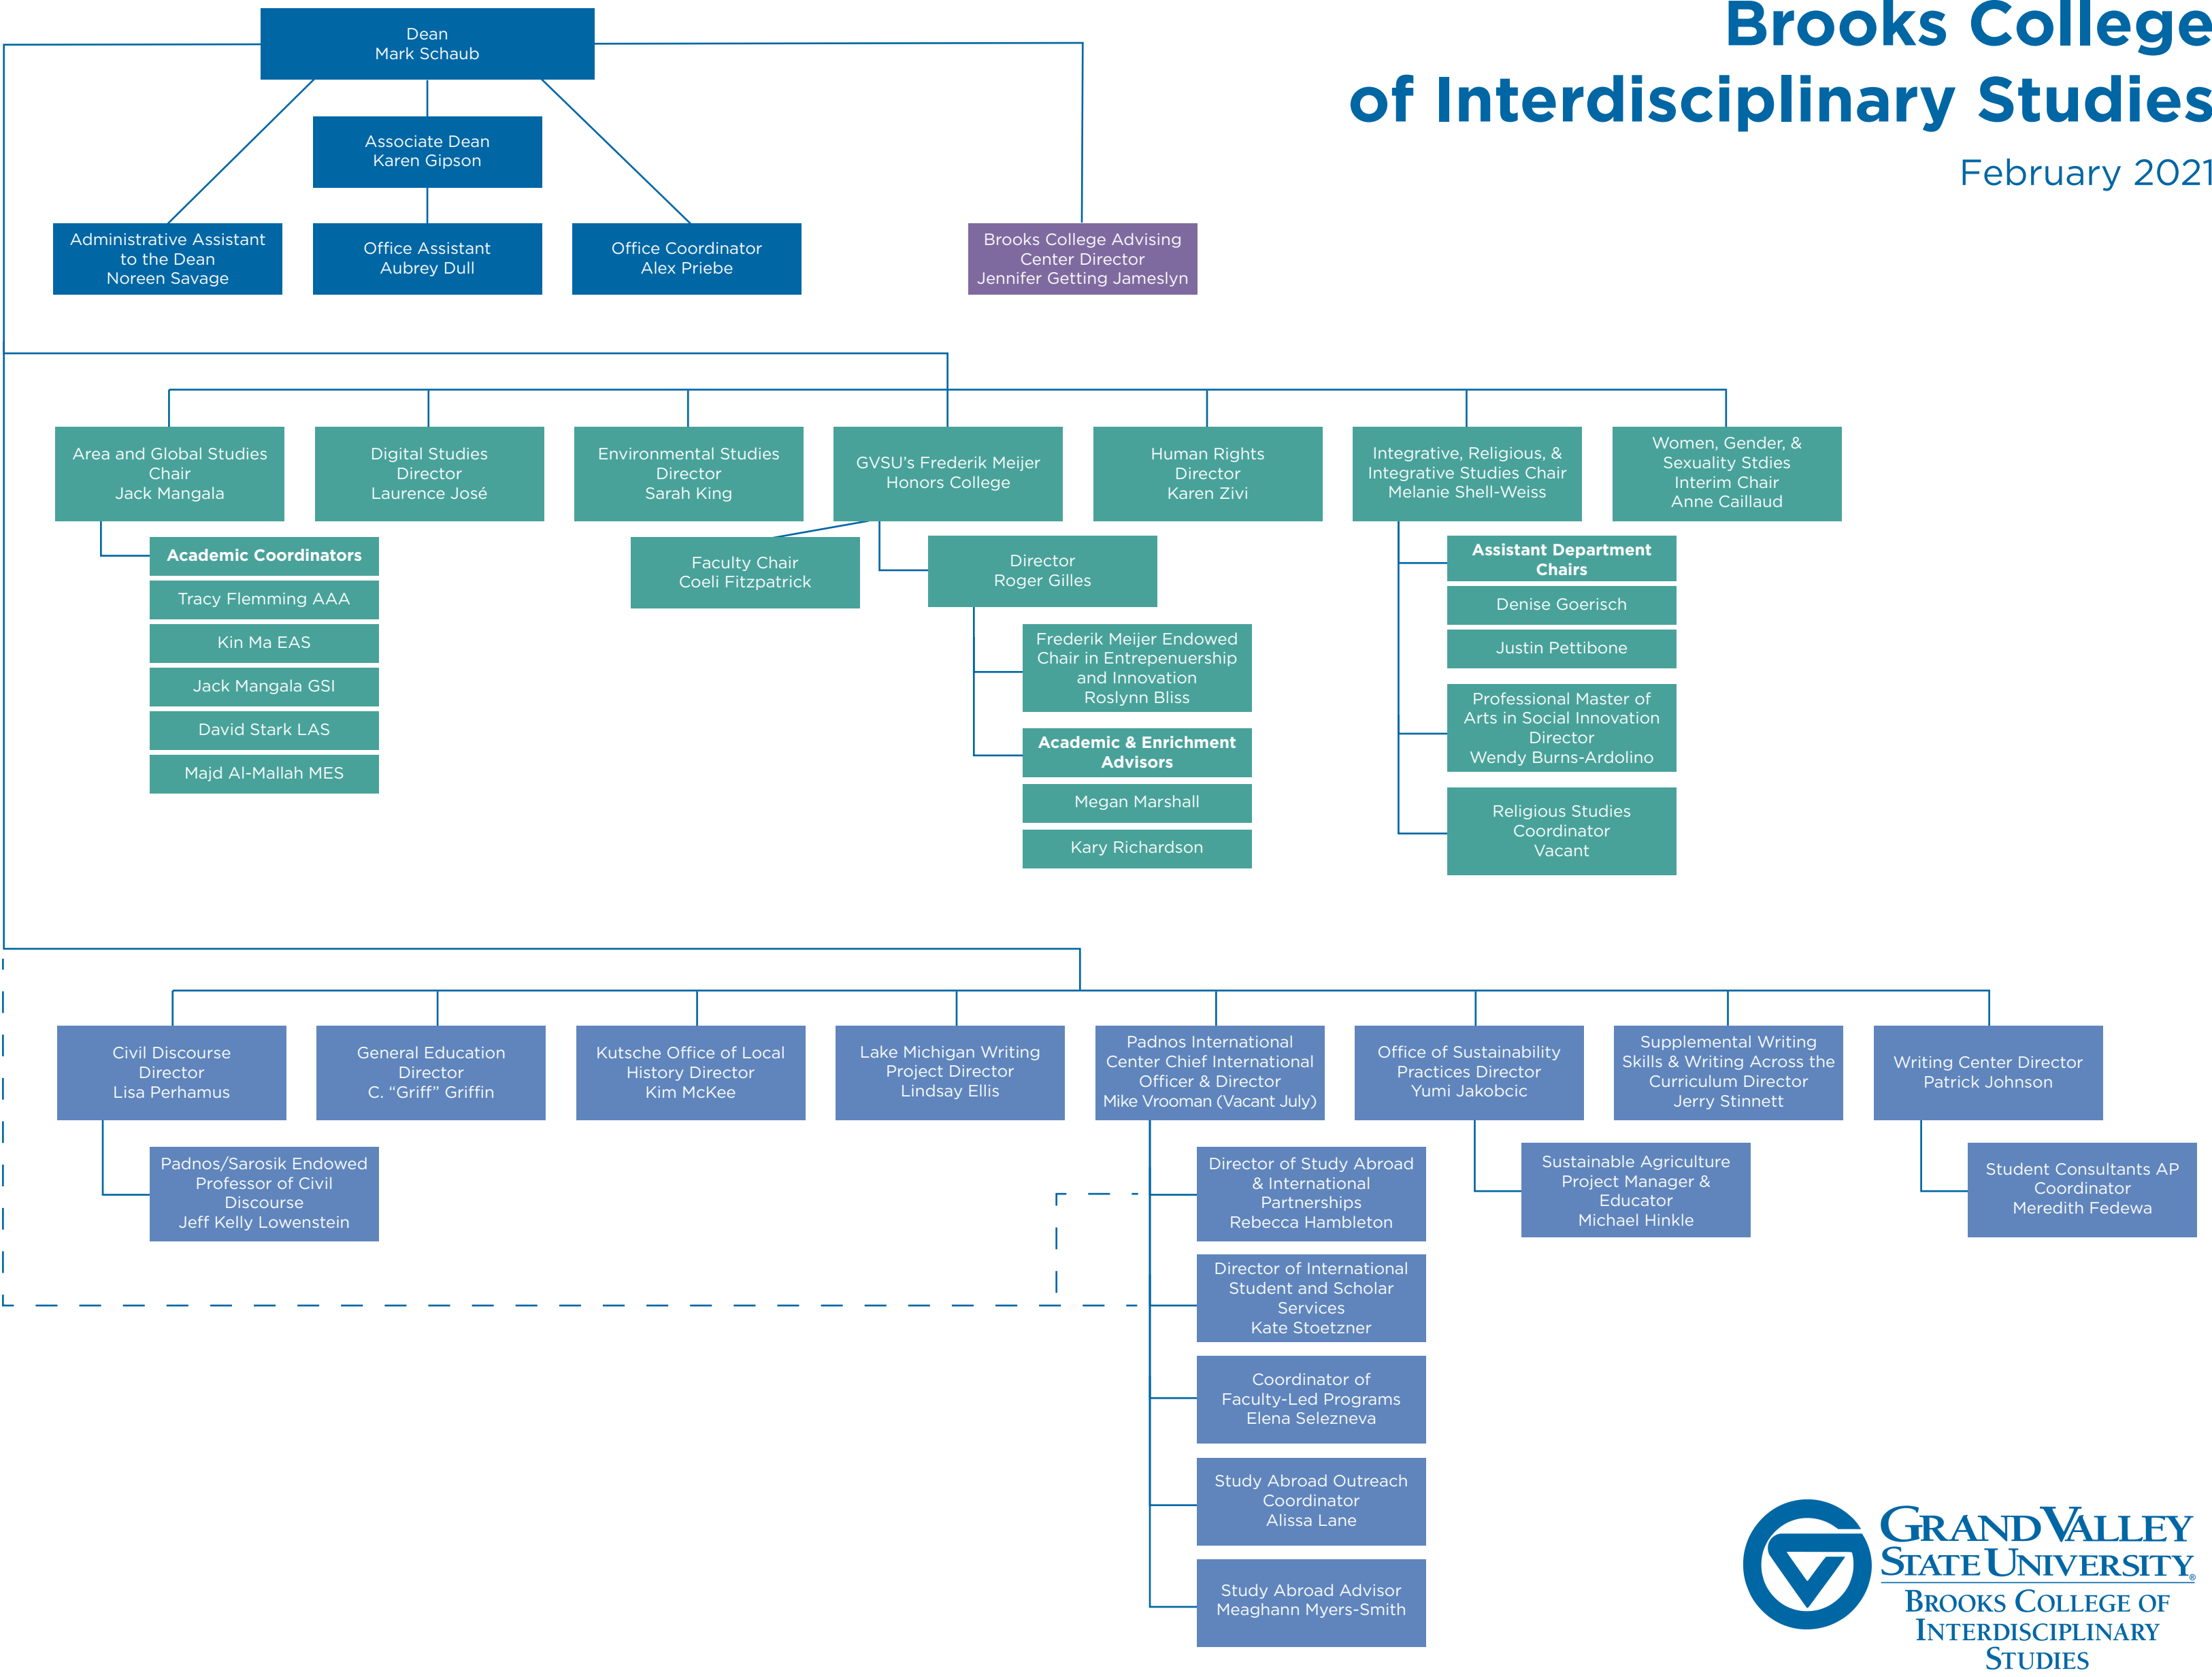 Brooks College
of Interdisciplinary Studies
February 2021
Dean
Mark Schaub
Associate Dean
Karen Gipson
Administrative Assistant
to the Dean
Noreen Savage
Office Assistant
Aubrey Dull
Office Coordinator
Alex Priebe
Brooks College Advising
Center Director
Jennifer Getting Jameslyn
Area and Global Studies
Chair
Jack Mangala
Digital Studies
Director
Laurence José
Environmental Studies
Director
Sarah King
GVSU's Frederik Meijer
Honors College
Human Rights
Director
Karen Zivi
Integrative, Religious, &
Integrative Studies Chair
Melanie Shell-Weiss
Women, Gender, &
Sexuality Stdies
Interim Chair
Anne Caillaud
Academic Coordinators
Tracy Flemming AAA
Kin Ma EAS
Jack Mangala GSI
David Stark LAS
Majd Al-Mallah MES
Faculty Chair
Coeli Fitzpatrick
Director
Roger Gilles
Frederik Meijer Endowed
Chair in Entrepenuership
and Innovation
Roslynn Bliss
Academic & Enrichment
Advisors
Megan Marshall
Kary Richardson
Assistant Department
Chairs
Denise Goerisch
Justin Pettibone
Professional Master of
Arts in Social Innovation
Director
Wendy Burns-Ardolino
Religious Studies
Coordinator
Vacant
Civil Discourse
Director
Lisa Perhamus
General Education
Director
C. “Griff” Griffin
Kutsche Office of Local
History Director
Kim McKee
Lake Michigan Writing
Project Director
Lindsay Ellis
Padnos International
Center Chief International
Officer & Director
Mike Vrooman (Vacant July)
Office of Sustainability
Practices Director
Yumi Jakobcic
Supplemental Writing
Skills & Writing Across the
Curriculum Director
Jerry Stinnett
Writing Center Director
Patrick Johnson
Padnos/Sarosik Endowed
Professor of Civil
Discourse
Jeff Kelly Lowenstein
Director of Study Abroad
& International
Partnerships
Rebecca Hambleton
Director of International
Student and Scholar
Services
Kate Stoetzner
Coordinator of
Faculty-Led Programs
Elena Selezneva
Study Abroad Outreach
Coordinator
Alissa Lane
Study Abroad Advisor
Meaghann Myers-Smith
Sustainable Agriculture
Project Manager &
Educator
Michael Hinkle
Student Consultants AP
Coordinator
Meredith Fedewa
GRAND VALLEY
STATE UNIVERSITY®
BROOKS COLLEGE OF
INTERDISCIPLINARY
STUDIES